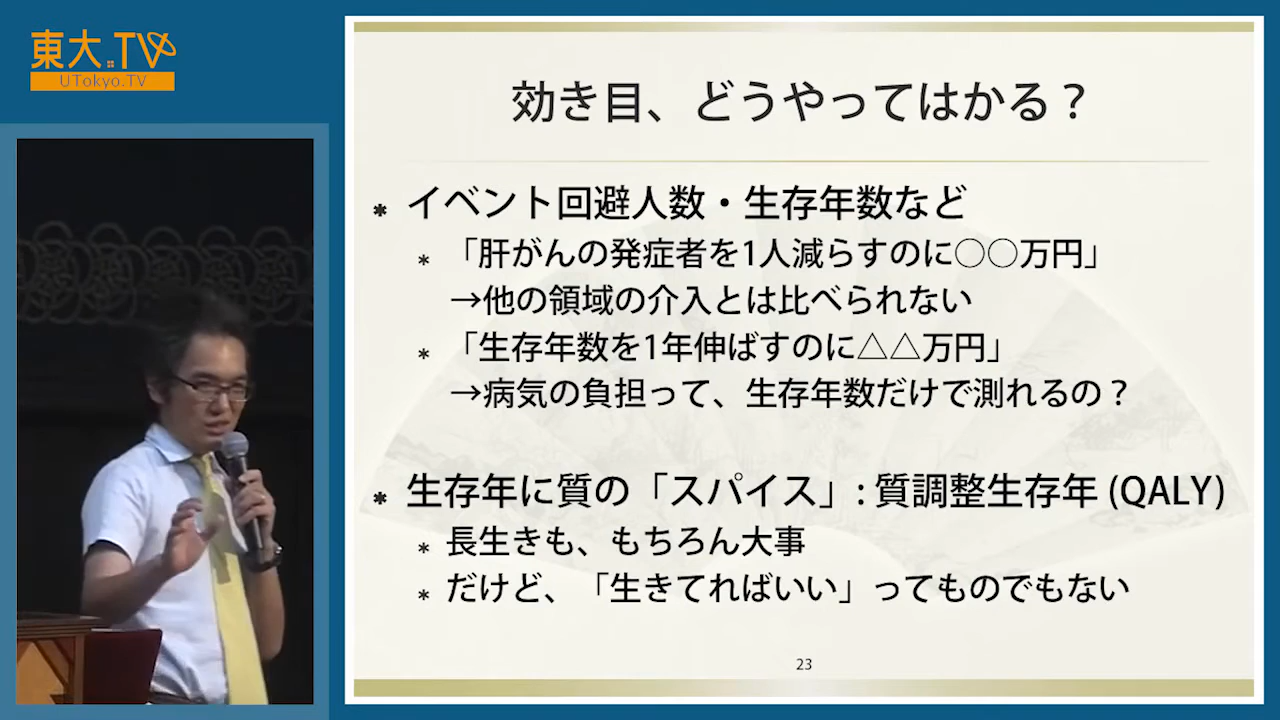 東大.TV
UTokyo.TV
効き目、どうやってはかる？
* イベント回避人数・生存年数など
* 「肝がんの発症者を1人減らすのに○○万円」
→他の領域の介入とは比べられない
* 「生存年数を1年伸ばすのに△△万円」
→病気の負担って、生存年数だけで測れるの？
* 生存年に質の「スパイス」: 質調整生存年 (QALY)
* 長生きも、もちろん大事
* だけど、「生きてればいい」ってものでもない
23